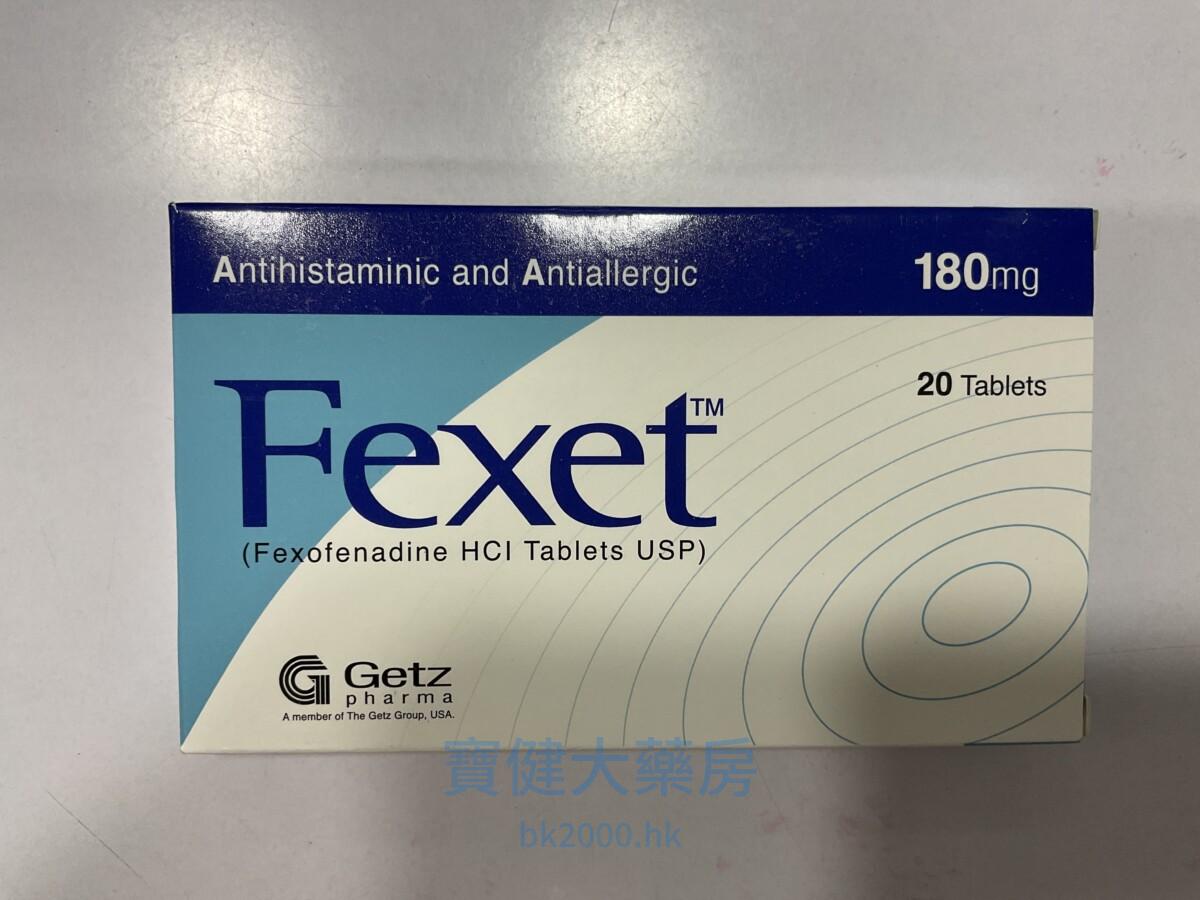 Antihistaminic and Antiallergic 180mg
20 Tablets
Fexet™
(Fexofenadine HCl Tablets USP)
Getz
pharma
A member of The Getz Group, USA.
寶健大藥房
bk2000.hk